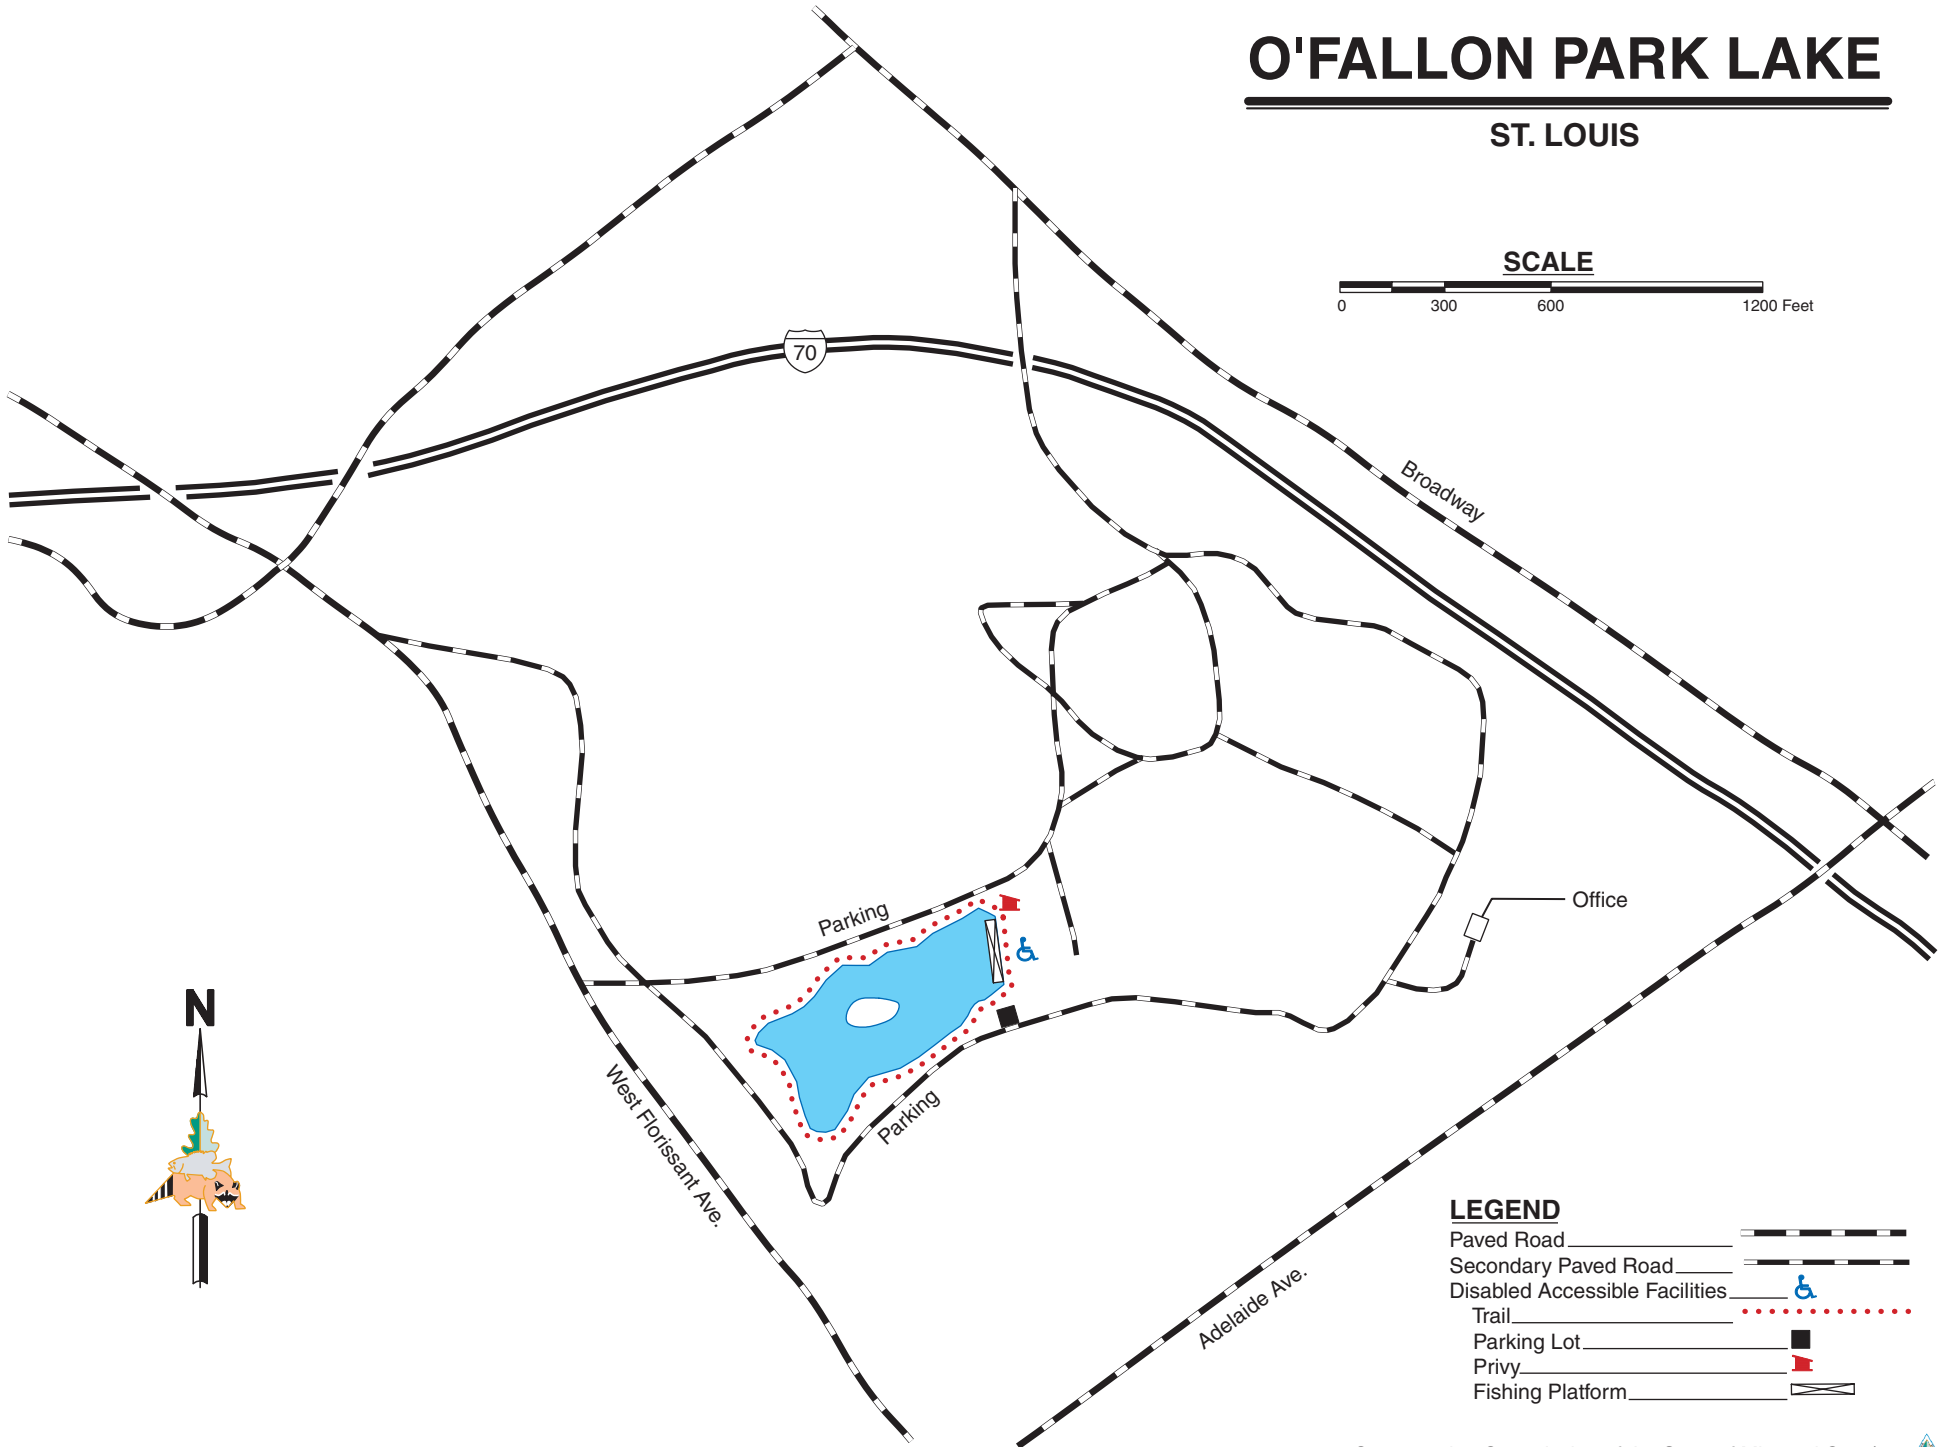 O'FALLON PARK LAKE
ST. LOUIS
SCALE
0 300 600 1200 Feet
70
Broadway
Office
Parking
N
West Florissant Ave.
Parking
Adelaide Ave.
LEGEND
Paved Road
Secondary Paved Road
Disabled Accessible Facilities
Trail
Parking Lot
Privy
Fishing Platform